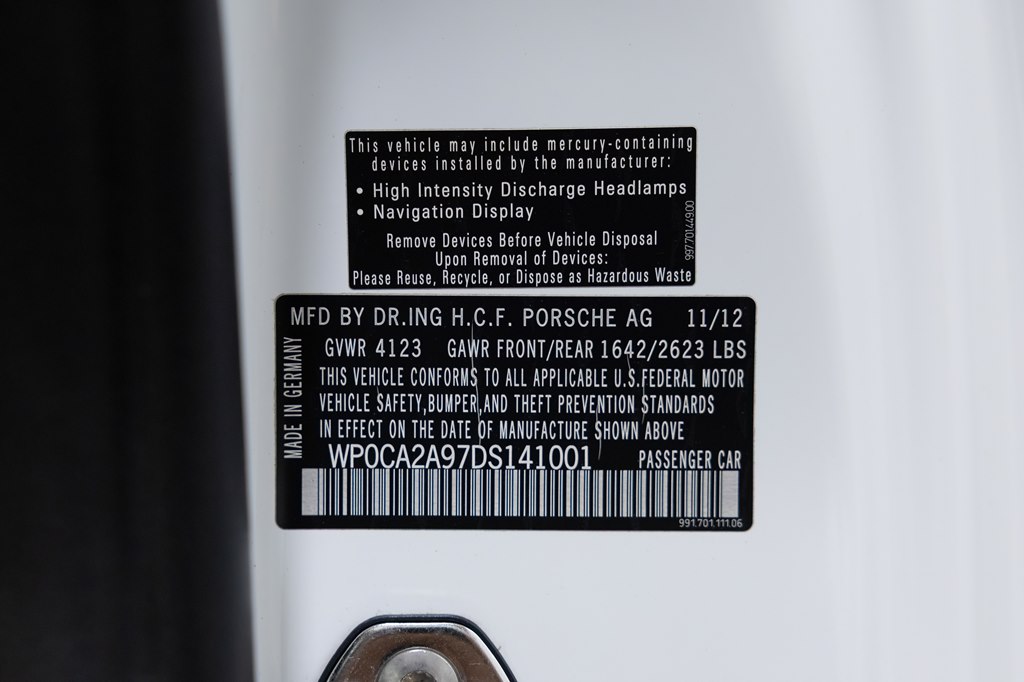 This vehicle may include mercury-containing
devices installed by the manufacturer:
• High Intensity Discharge Headlamps
• Navigation Display
Remove Devices Before Vehicle Disposal
Upon Removal of Devices:
Please Reuse, Recycle, or Dispose as Hazardous Waste
99770144900
MFD BY DR.ING H.C.F. PORSCHE AG 11/12
GVWR 4123 GAWR FRONT/REAR 1642/2623 LBS
THIS VEHICLE CONFORMS TO ALL APPLICABLE U.S.FEDERAL MOTOR
VEHICLE SAFETY,BUMPER,AND THEFT PREVENTION STANDARDS
IN EFFECT ON THE DATE OF MANUFACTURE SHOWN ABOVE
WP0CA2A97DS141001 PASSENGER CAR
MADE IN GERMANY
991.701.111.06